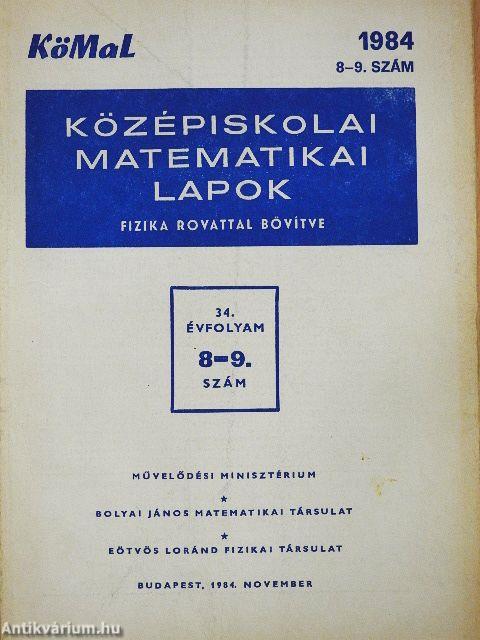 KöMaL
1984
8–9. SZÁM
KÖZÉPISKOLAI
MATEMATIKAI
LAPOK
FIZIKA ROVATTAL BŐVÍTVE
34.
ÉVFOLYAM
8–9.
SZÁM
MŰVELŐDÉSI MINISZTÉRIUM
★
BOLYAI JÁNOS MATEMATIKAI TÁRSULAT
★
EÖTVÖS LORÁND FIZIKAI TÁRSULAT
BUDAPEST, 1984. NOVEMBER
Antikvárium.hu